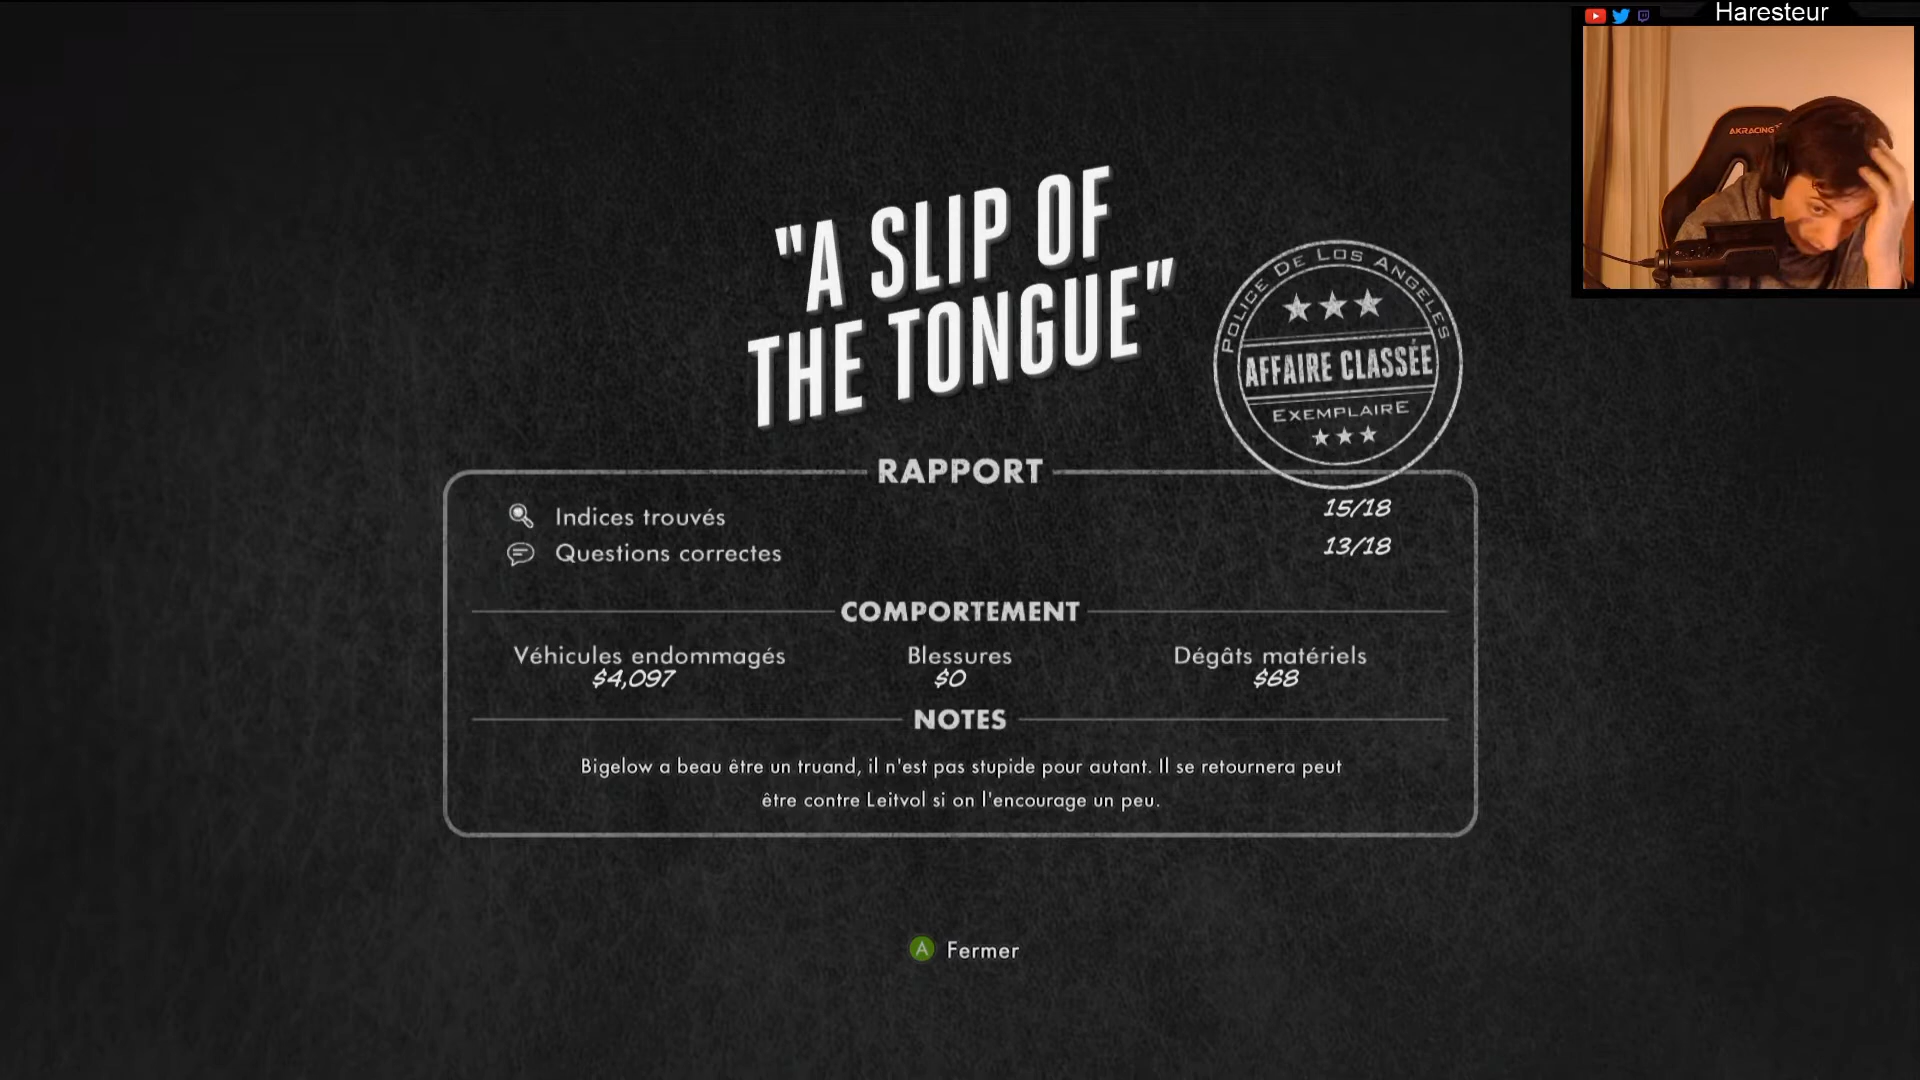 Haresteur
AKRACING
"A SLIP OF
THE TONGUE"
POLICE DE LOS ANGELES
AFFAIRE CLASSÉE
EXEMPLAIRE
RAPPORT
Indices trouvés 15/18
Questions correctes 13/18
COMPORTEMENT
Véhicules endommagés Blessures Dégâts matériels
$4,097 $0 $68
NOTES
Bigelow a beau être un truand, il n'est pas stupide pour autant. Il se retournera peut
être contre Leitvol si on l'encourage un peu.
A Fermer